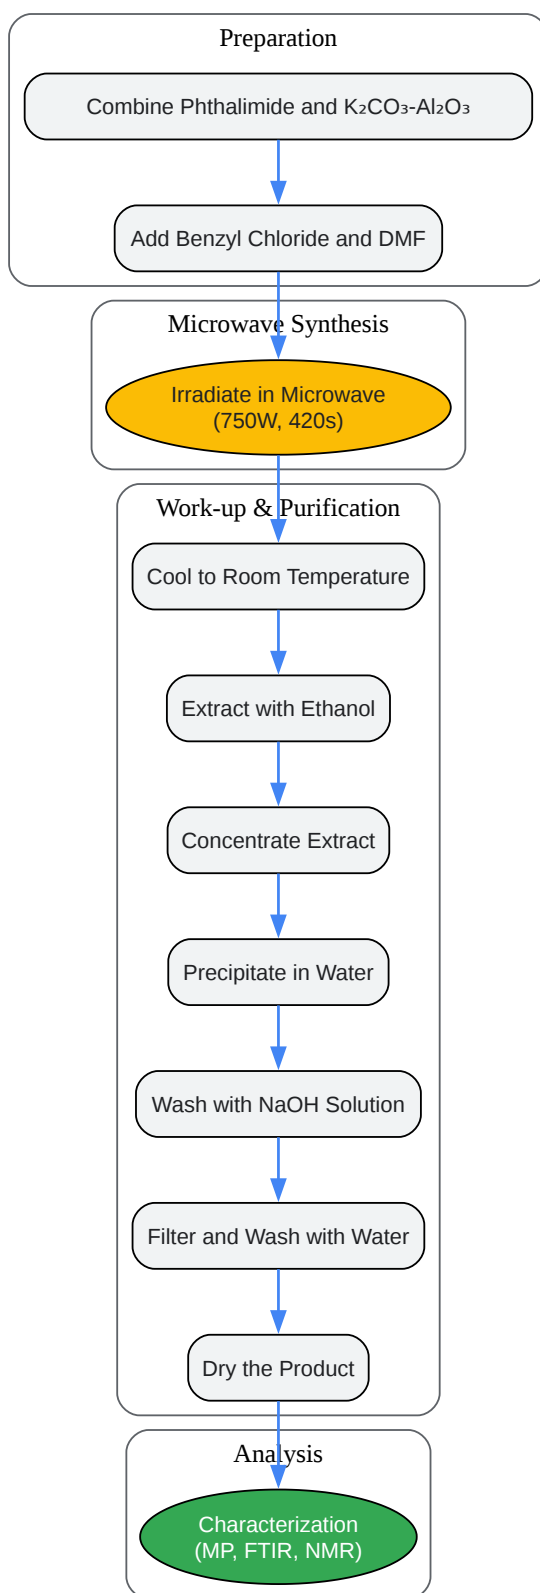 Preparation
Combine Phthalimide and K₂CO₃-Al₂O₃
Add Benzyl Chloride and DMF
Microwave Synthesis
Irradiate in Microwave
(750W, 420s)
Work-up & Purification
Cool to Room Temperature
Extract with Ethanol
Concentrate Extract
Precipitate in Water
Wash with NaOH Solution
Filter and Wash with Water
Dry the Product
Analysis
Characterization
(MP, FTIR, NMR)